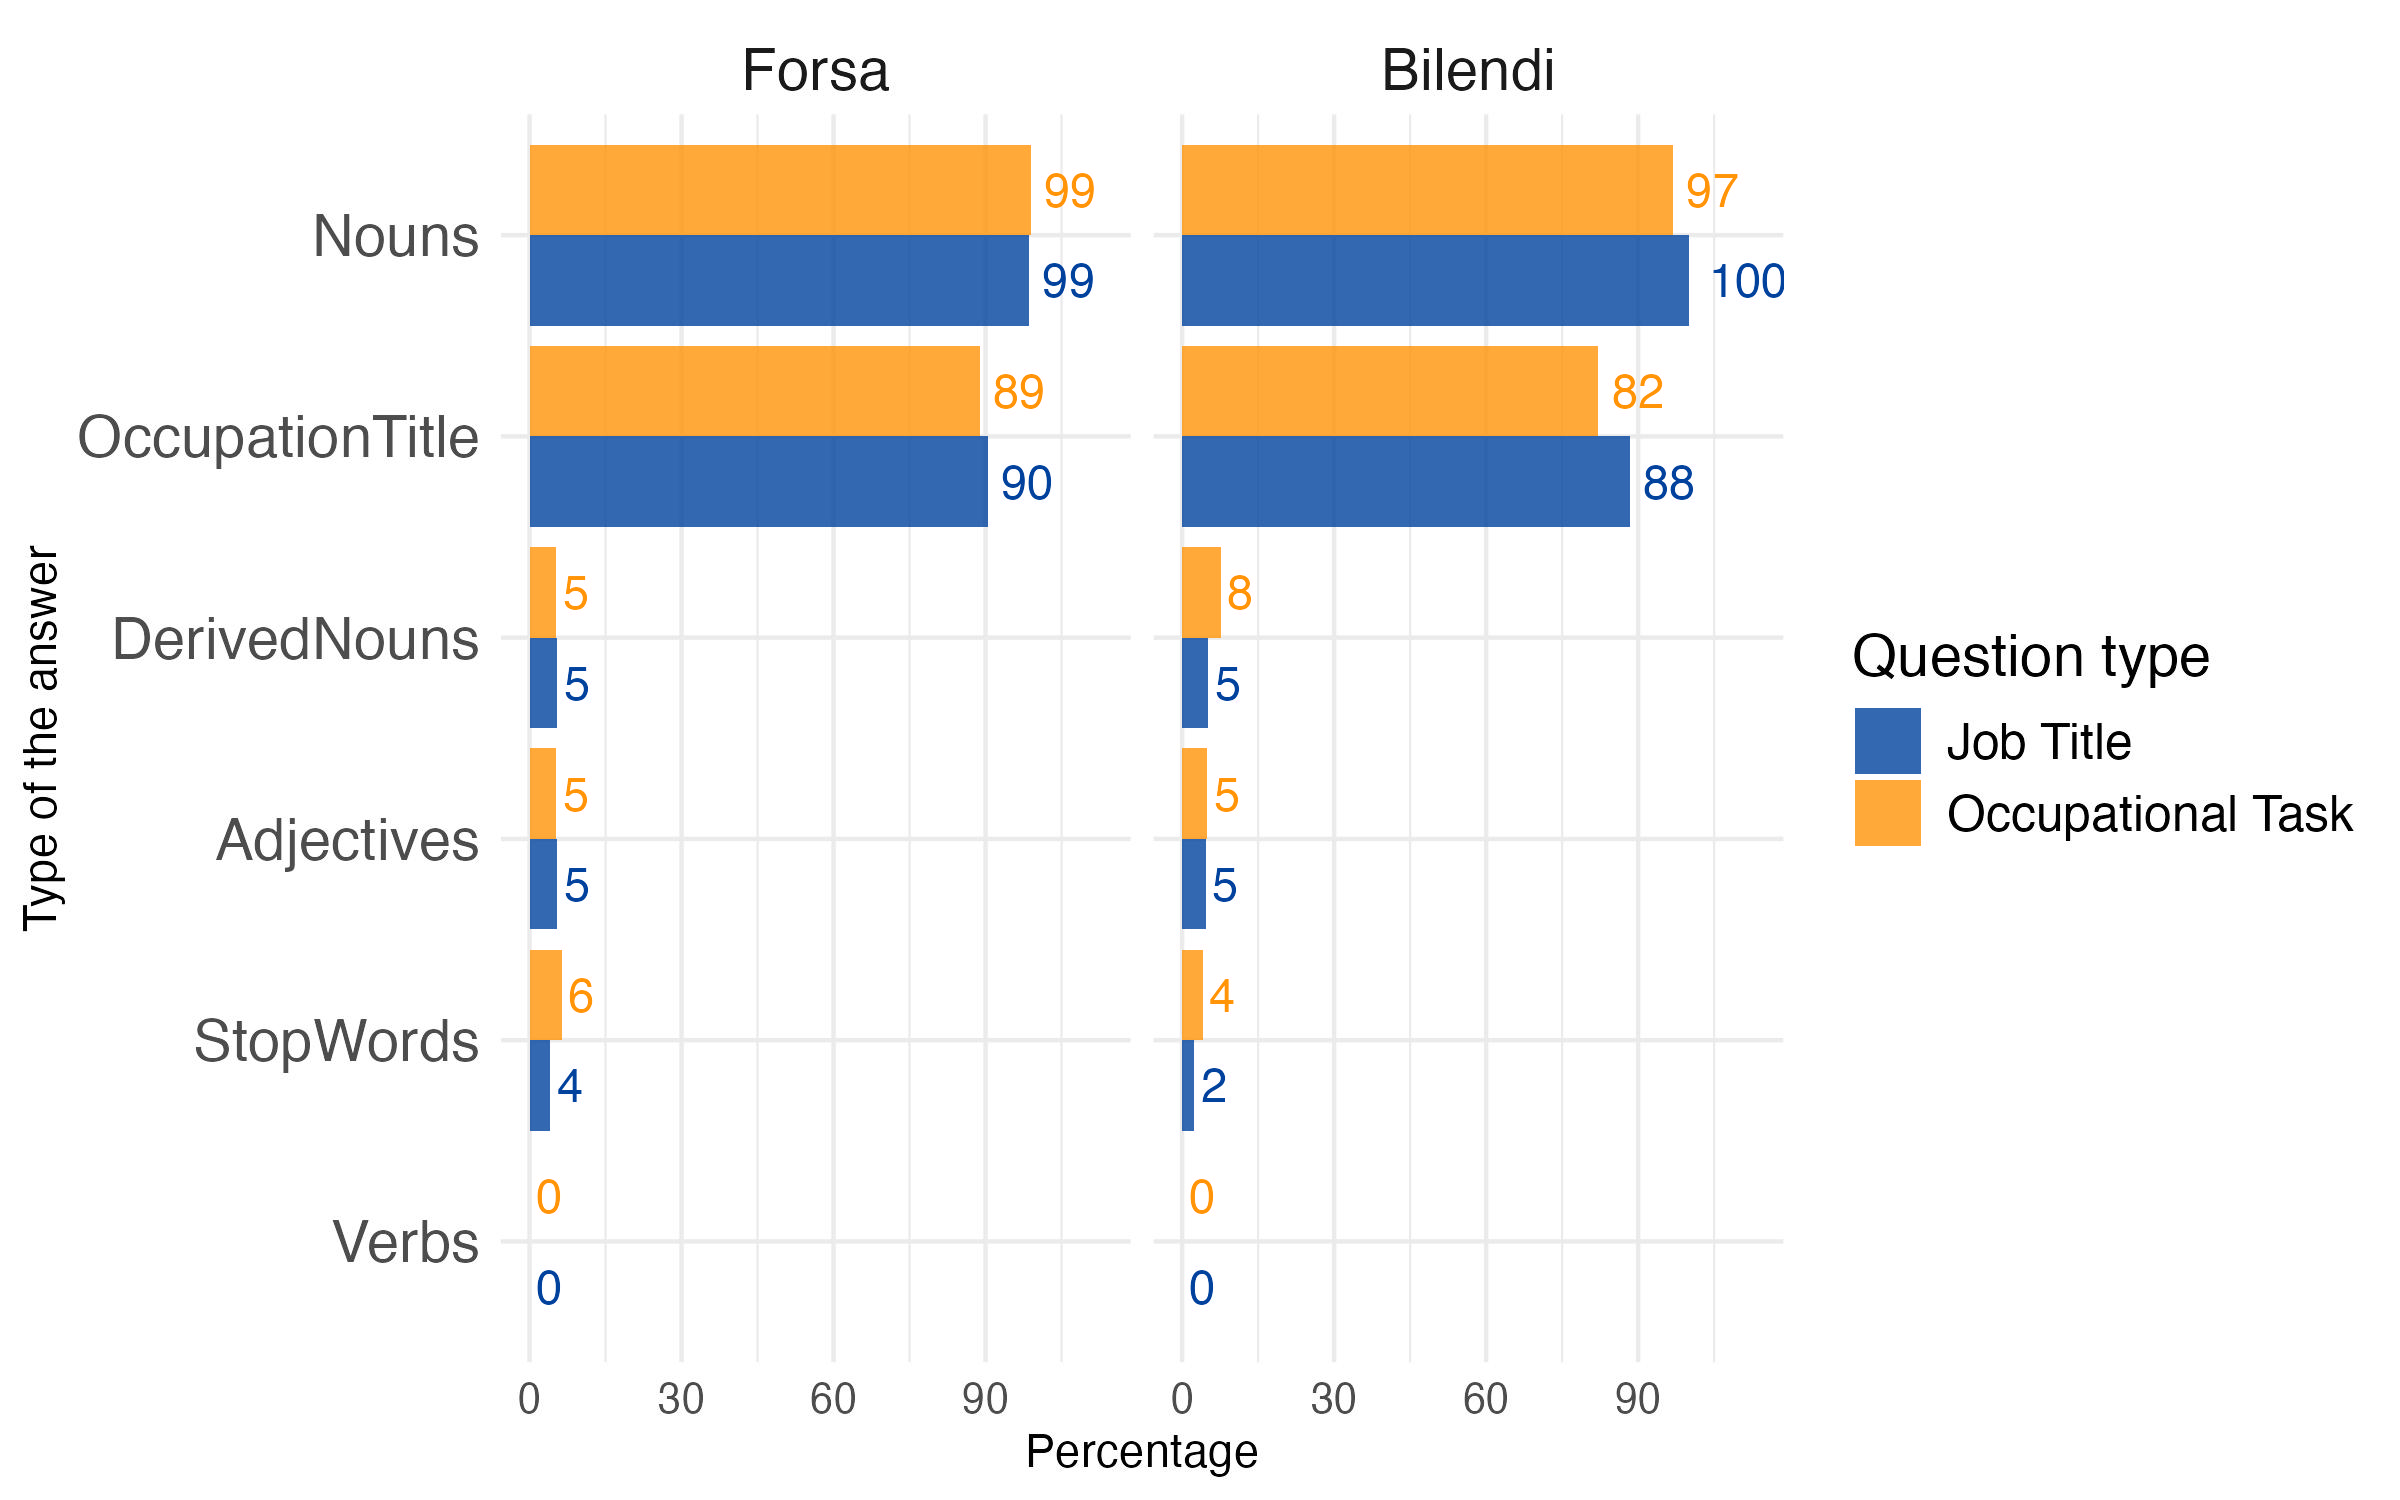 Forsa
Bilendi
Type of the answer
Nouns
99
99
97
100
OccupationTitle
89
90
82
88
DerivedNouns
5
5
8
5
Adjectives
5
5
5
5
StopWords
6
4
4
2
Verbs
0
0
0
0
0 30 60 90
0 30 60 90
Percentage
Question type
Job Title
Occupational Task